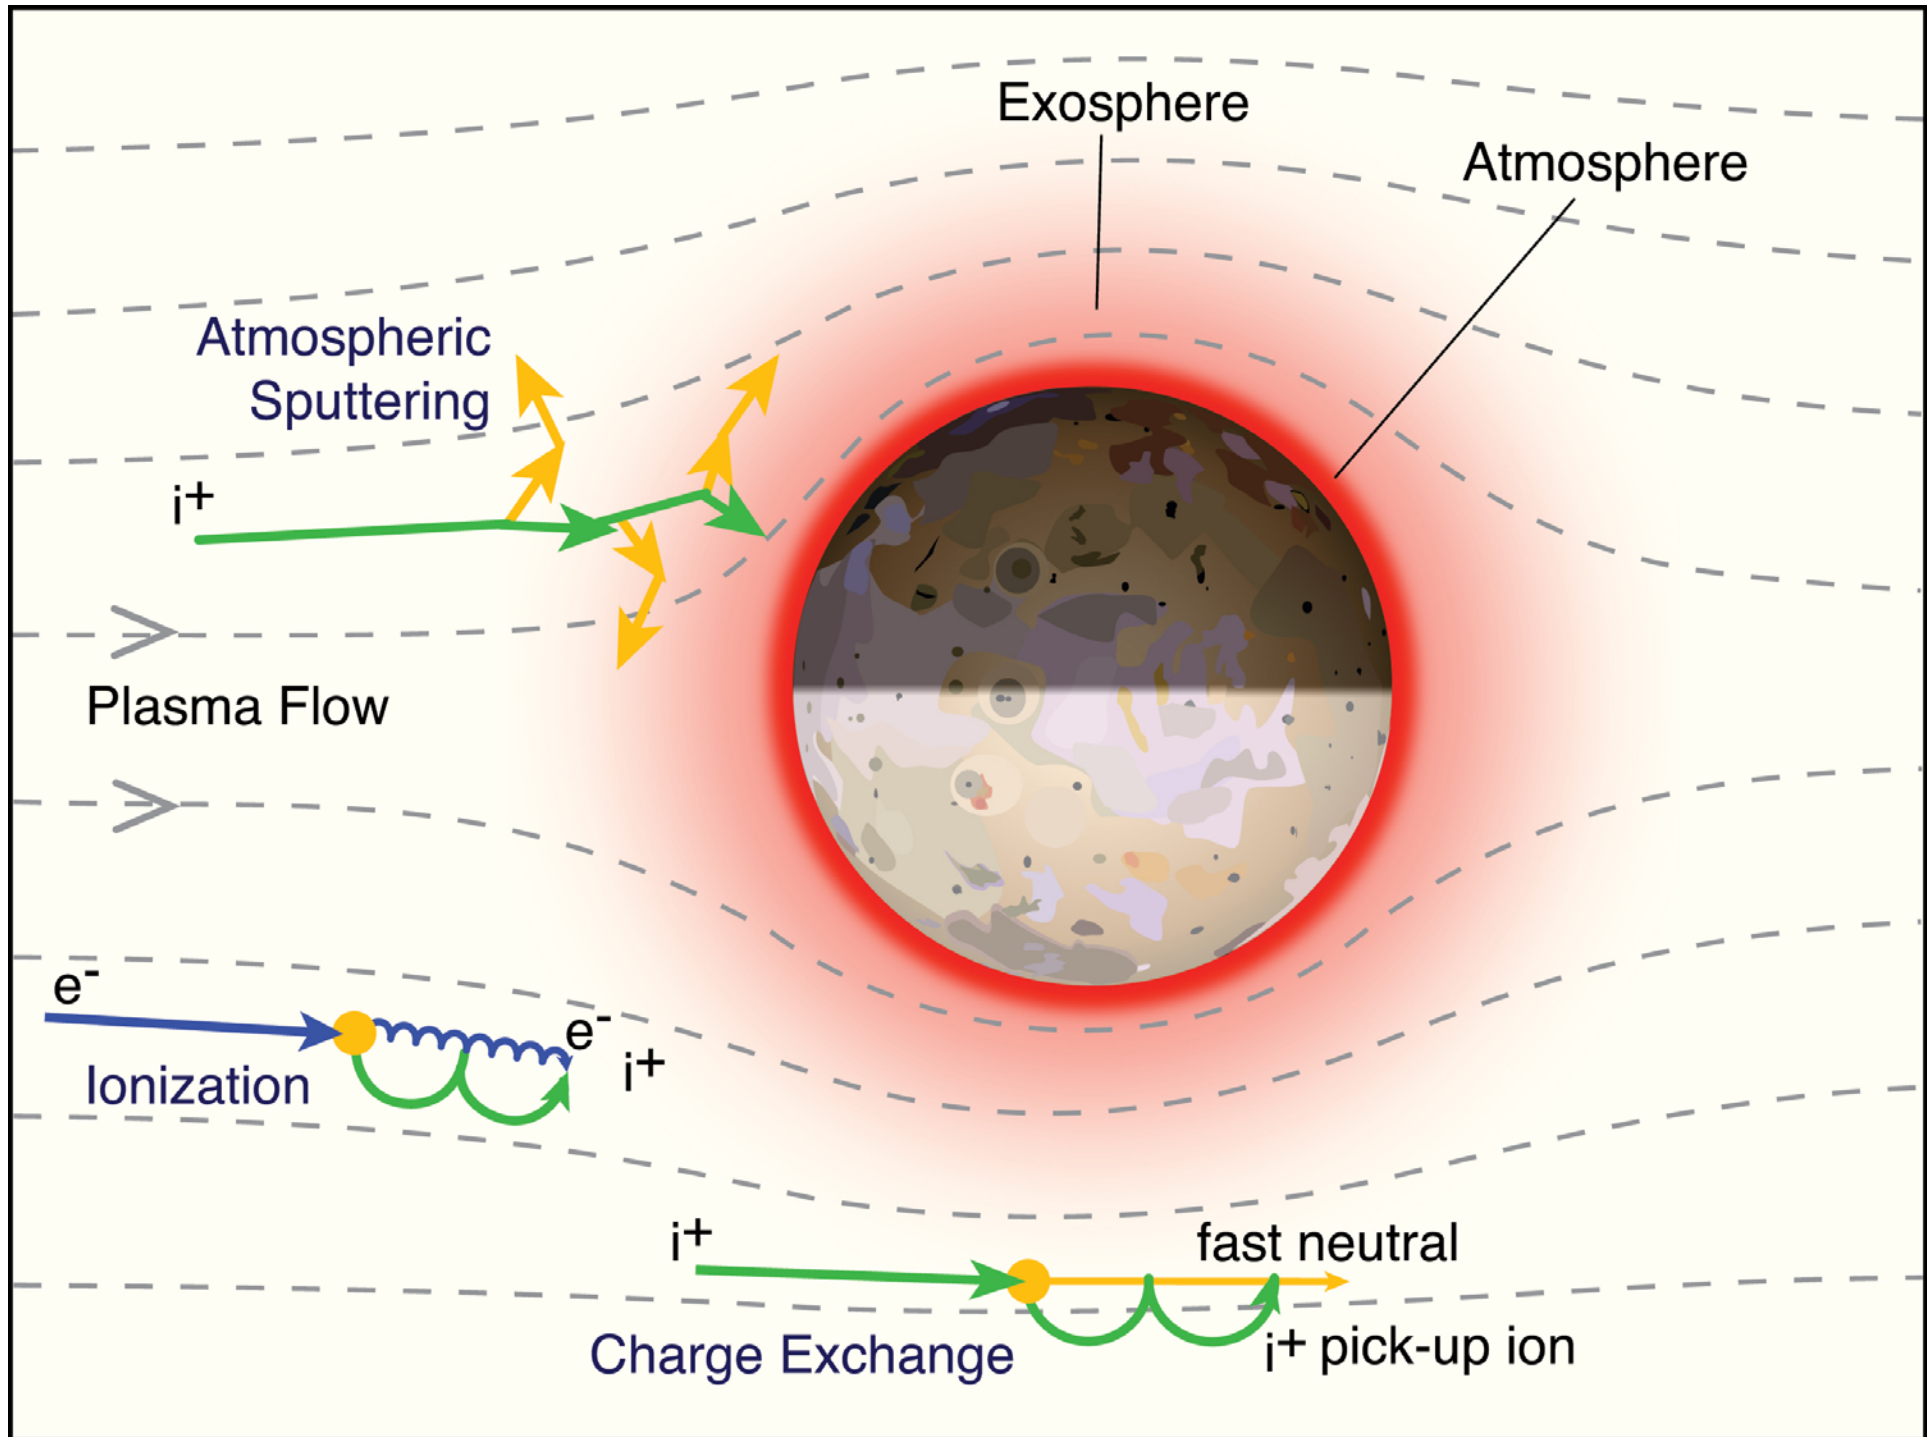 Exosphere
Atmosphere
Atmospheric
Sputtering
i+
Plasma Flow
e-
e-
i+
Ionization
i+
fast neutral
Charge Exchange
i+ pick-up ion